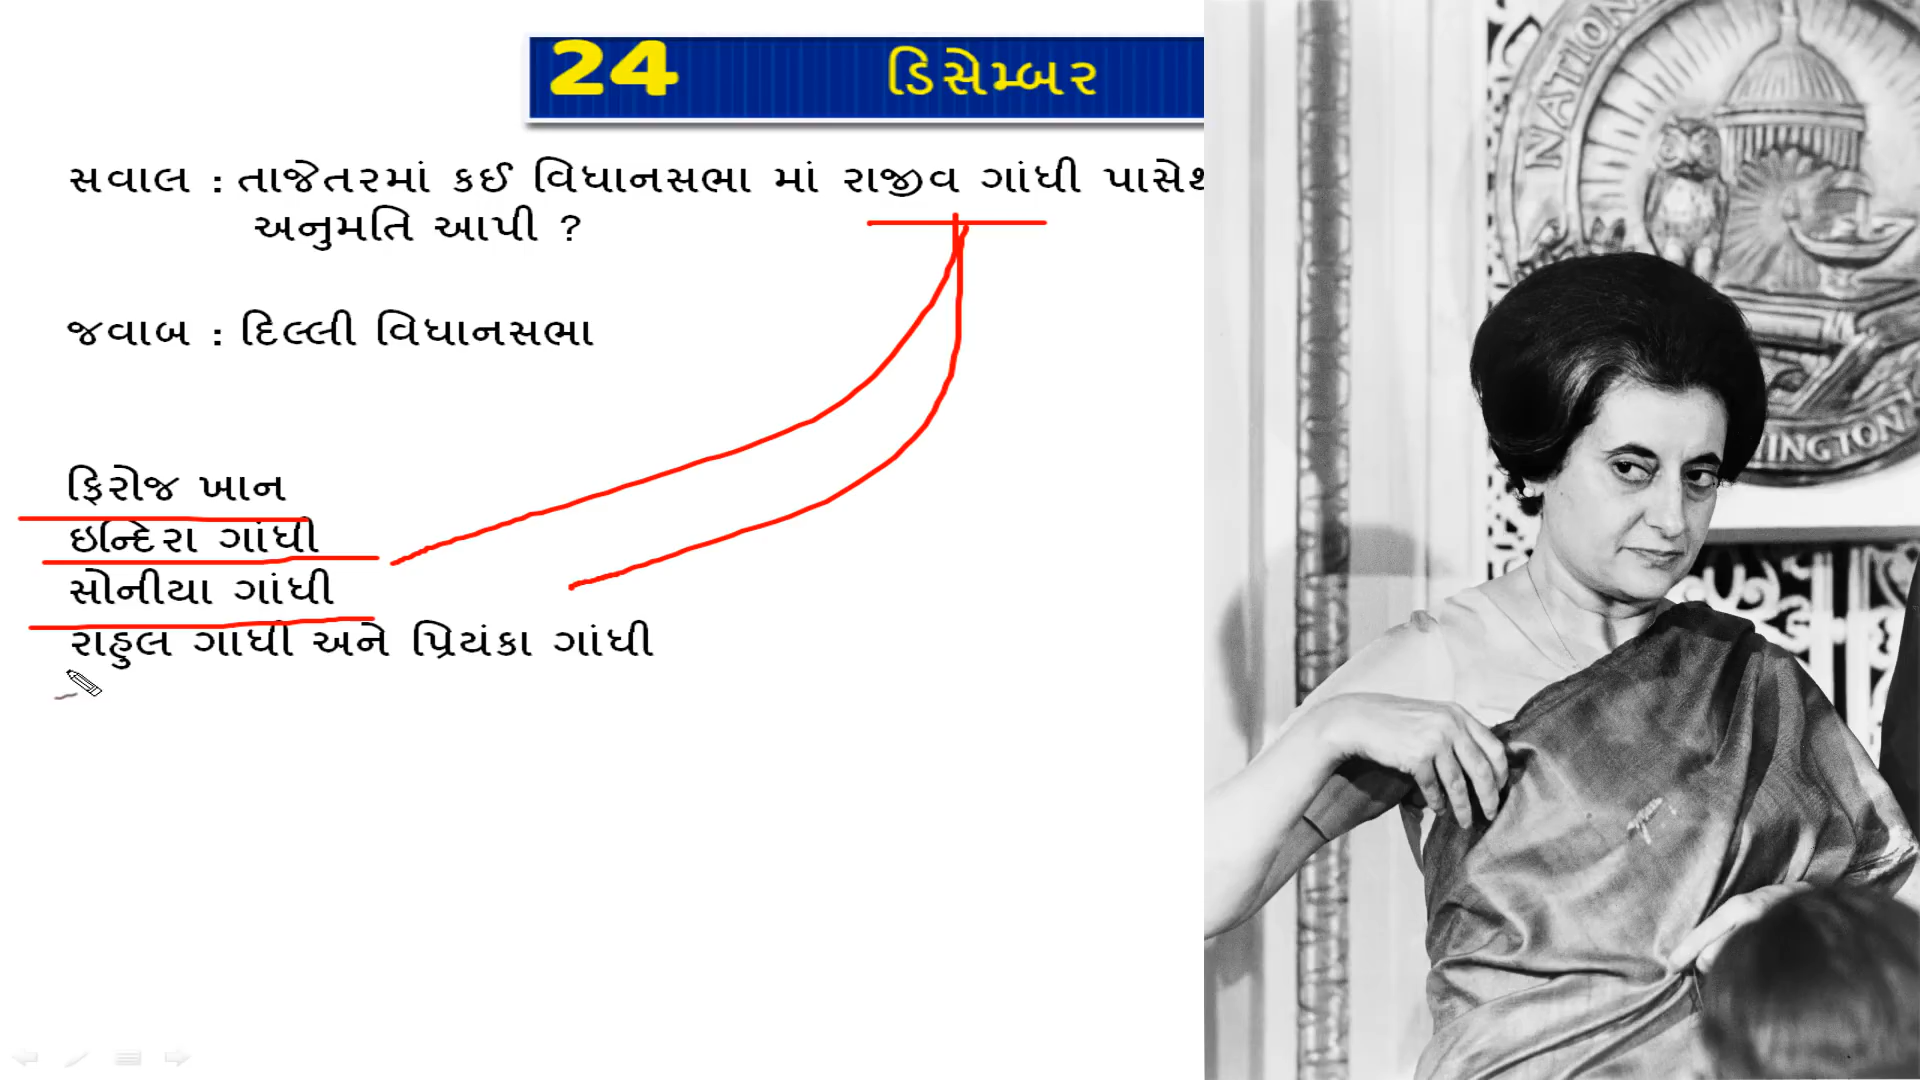 24 ડિસેમ્બર
સવાલ : તાજેતરમાં કઈ વિધાનસભા માં રાજીવ ગાંધી
અનુમતિ આપી ?
જવાબ : દિલ્લી વિધાનસભા
ફિરોજ ખાન
ઇન્દિરા ગાંધી
સોનીયા ગાંધી
રાહુલ ગાંધી અને પ્રિયંકા ગાંધી